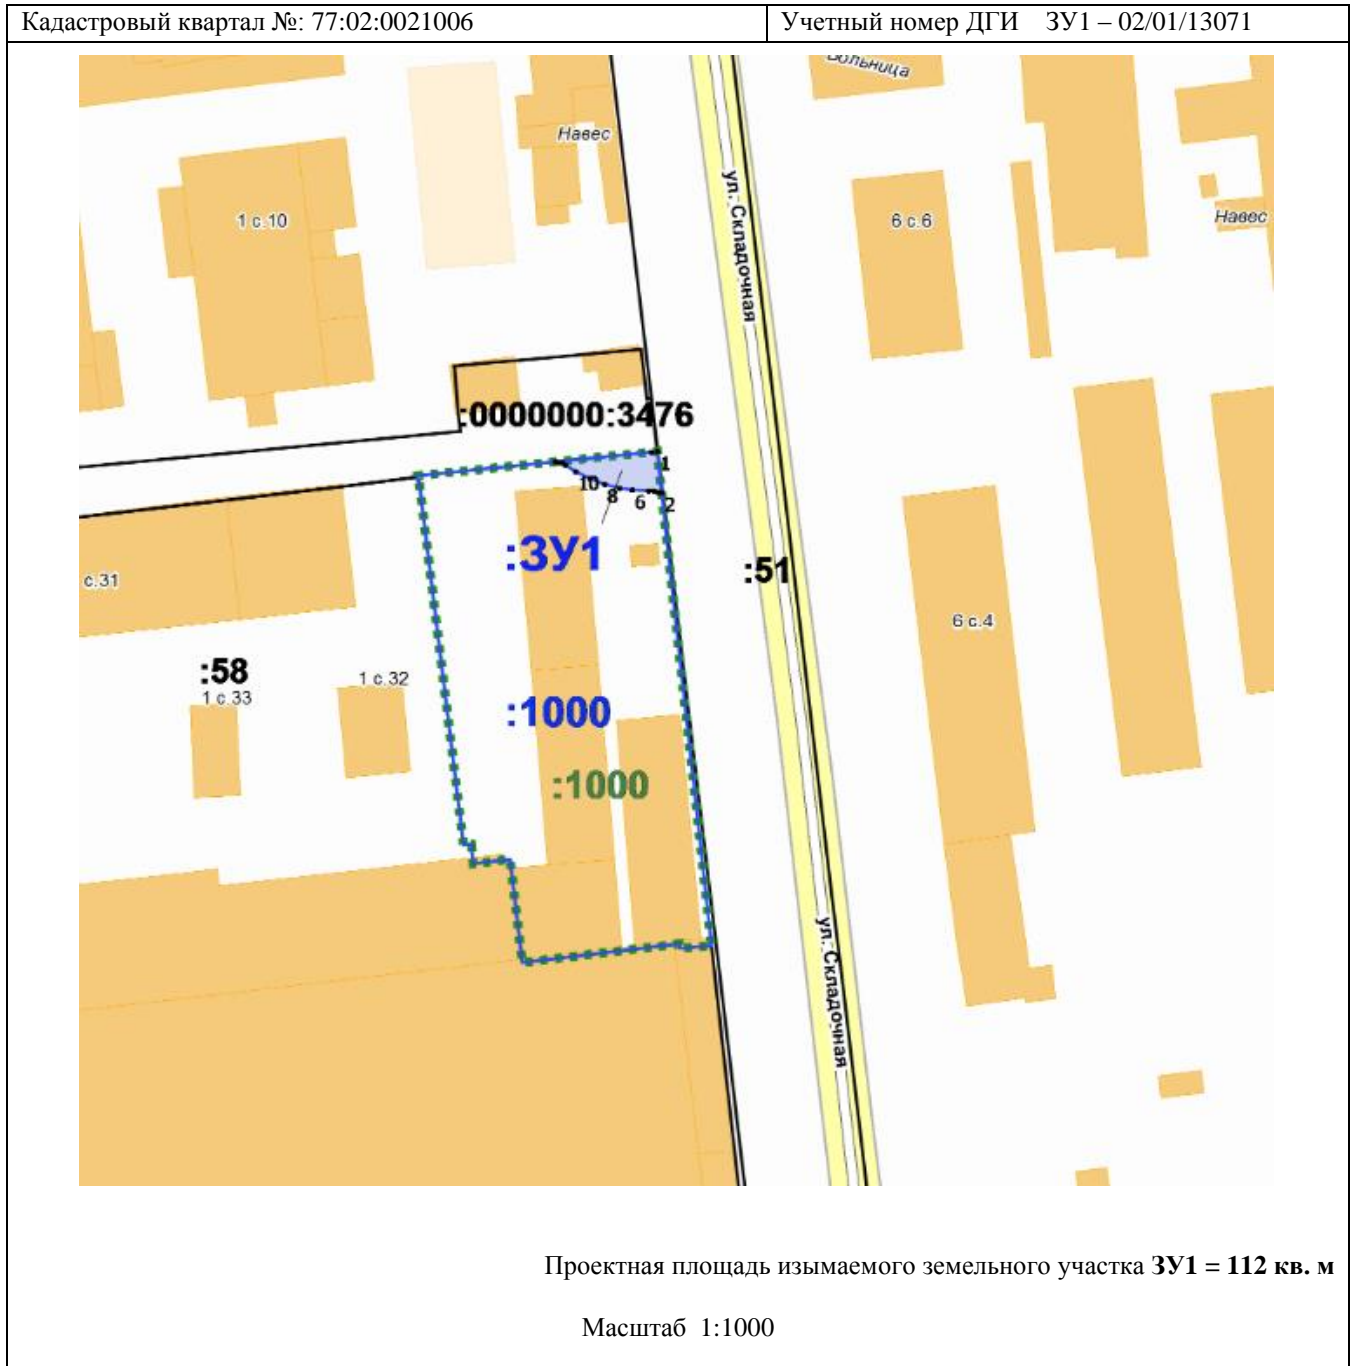 Кадастровый квартал №: 77:02:0021006
Учетный номер ДГИ ЗУ1 – 02/01/13071
Больница
Навес
ул. Складочная
1 с.10
6 с.6
Навес
:0000000:3476
1
10
8
6
2
:ЗУ1
:51
с.31
6 с.4
:58
1 с.33
1 с.32
:1000
:1000
ул. Складочная
Проектная площадь изымаемого земельного участка ЗУ1 = 112 кв. м
Масштаб 1:1000